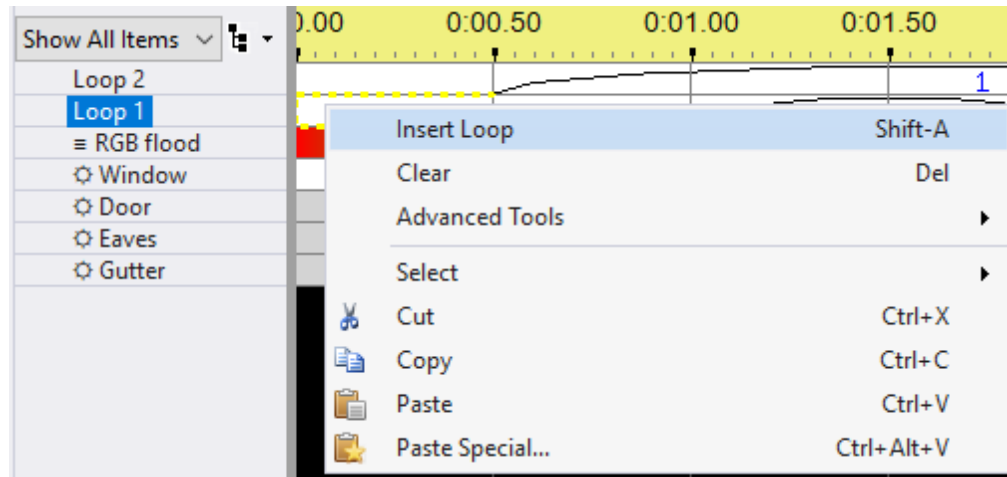 Show All Items
0.00 0:00.50 0:01.00 0:01.50
Loop 2
1
Loop 1
RGB flood
Window
Door
Eaves
Gutter
Insert Loop Shift-A
Clear Del
Advanced Tools
Select
Cut Ctrl+X
Copy Ctrl+C
Paste Ctrl+V
Paste Special... Ctrl+Alt+V